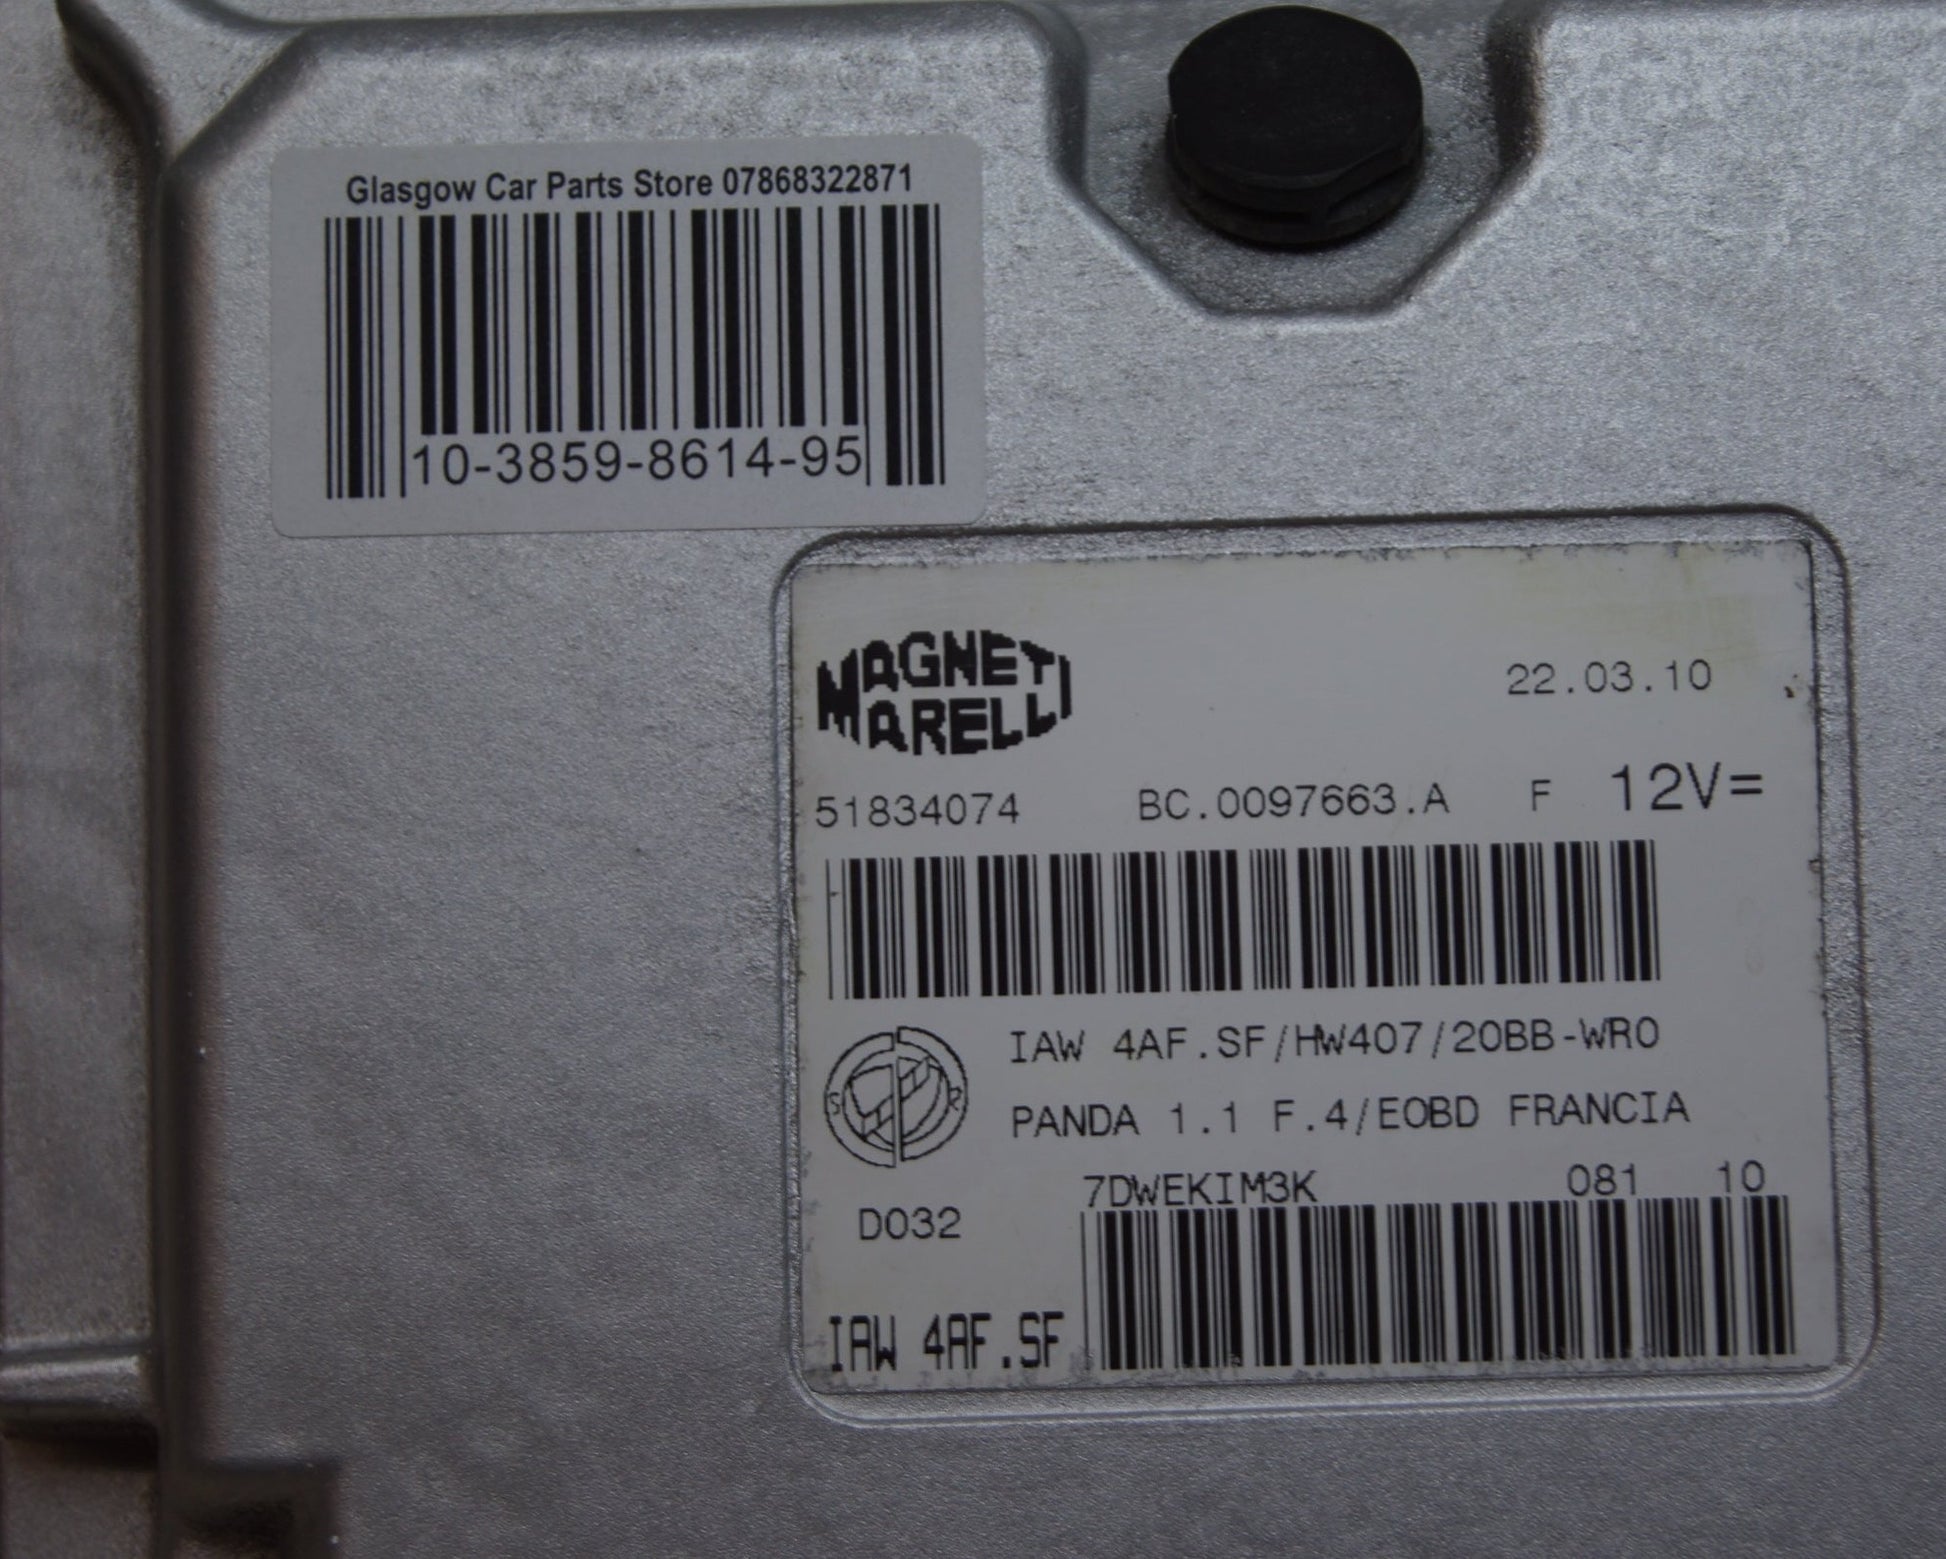 Glasgow Car Parts Store 07868322871
10-3859-8614-95
MAGNETI
MARELLI
22.03.10
51834074 BC.0097663.A F 12V=
IAW 4AF.SF/HW407/20BB-WR0
PANDA 1.1 F.4/EOBD FRANCIA
S R
7DWEKIM3K 081 10
D032
IAW 4AF.SF